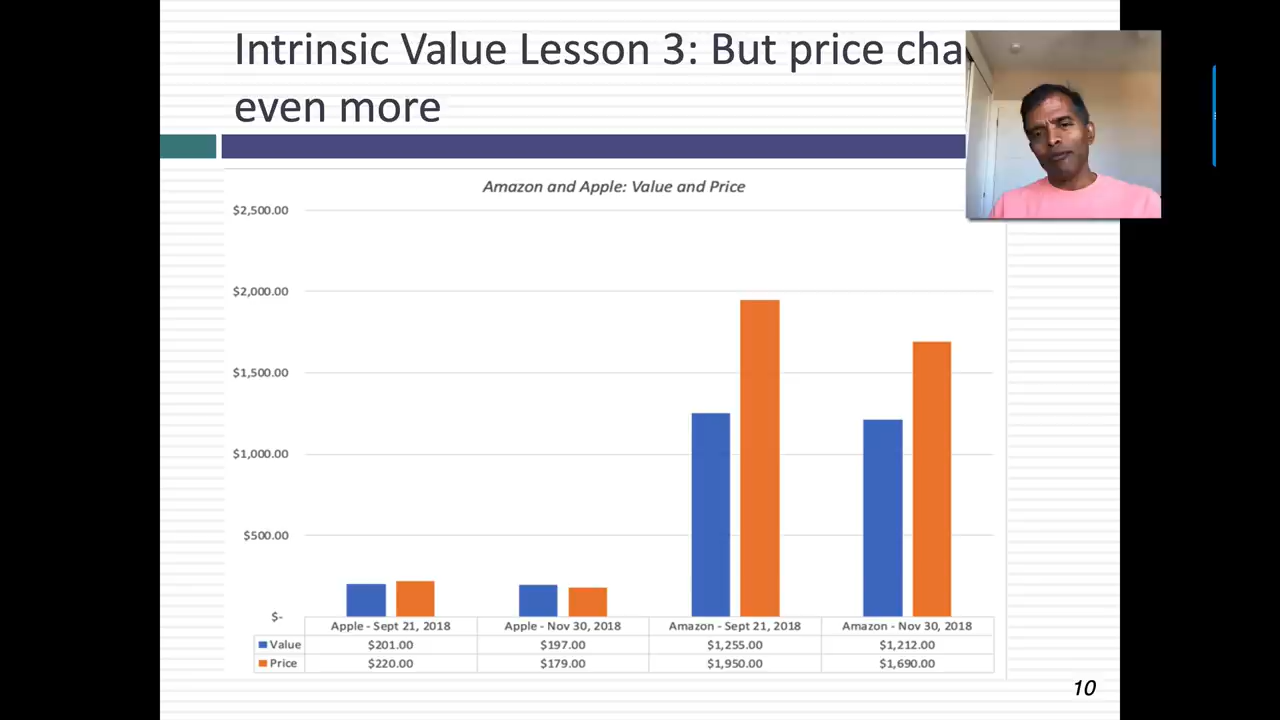 Intrinsic Value Lesson 3: But price cha
even more
Amazon and Apple: Value and Price
$2,500.00
$2,000.00
$1,500.00
$1,000.00
$500.00
$-
Apple - Sept 21, 2018 Apple - Nov 30, 2018 Amazon - Sept 21, 2018 Amazon - Nov 30, 2018
Value $201.00 $197.00 $1,255.00 $1,212.00
Price $220.00 $179.00 $1,950.00 $1,690.00
10